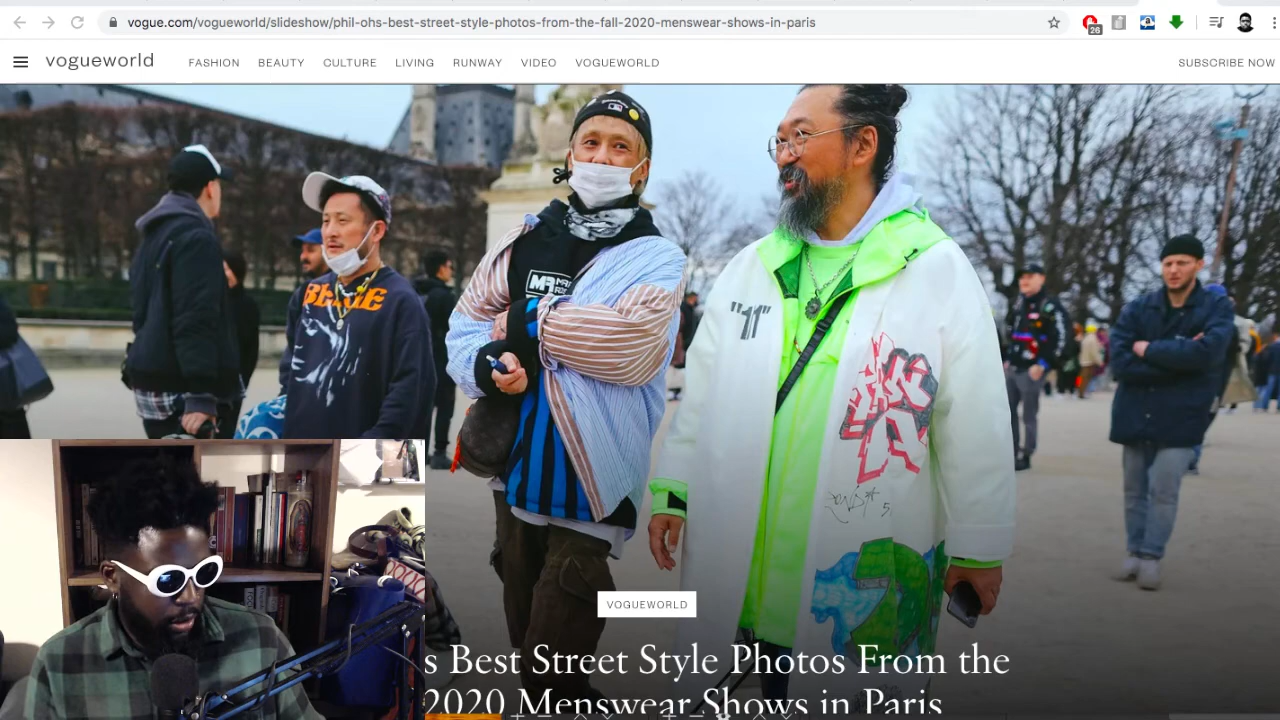 vogue.com/vogueworld/slideshow/phil-ohs-best-street-style-photos-from-the-fall-2020-menswear-shows-in-paris
26
vogueworld FASHION BEAUTY CULTURE LIVING RUNWAY VIDEO VOGUEWORLD SUBSCRIBE NOW
"11"
VOGUEWORLD
s Best Street Style Photos From the
2020 Menswear Shows in Paris